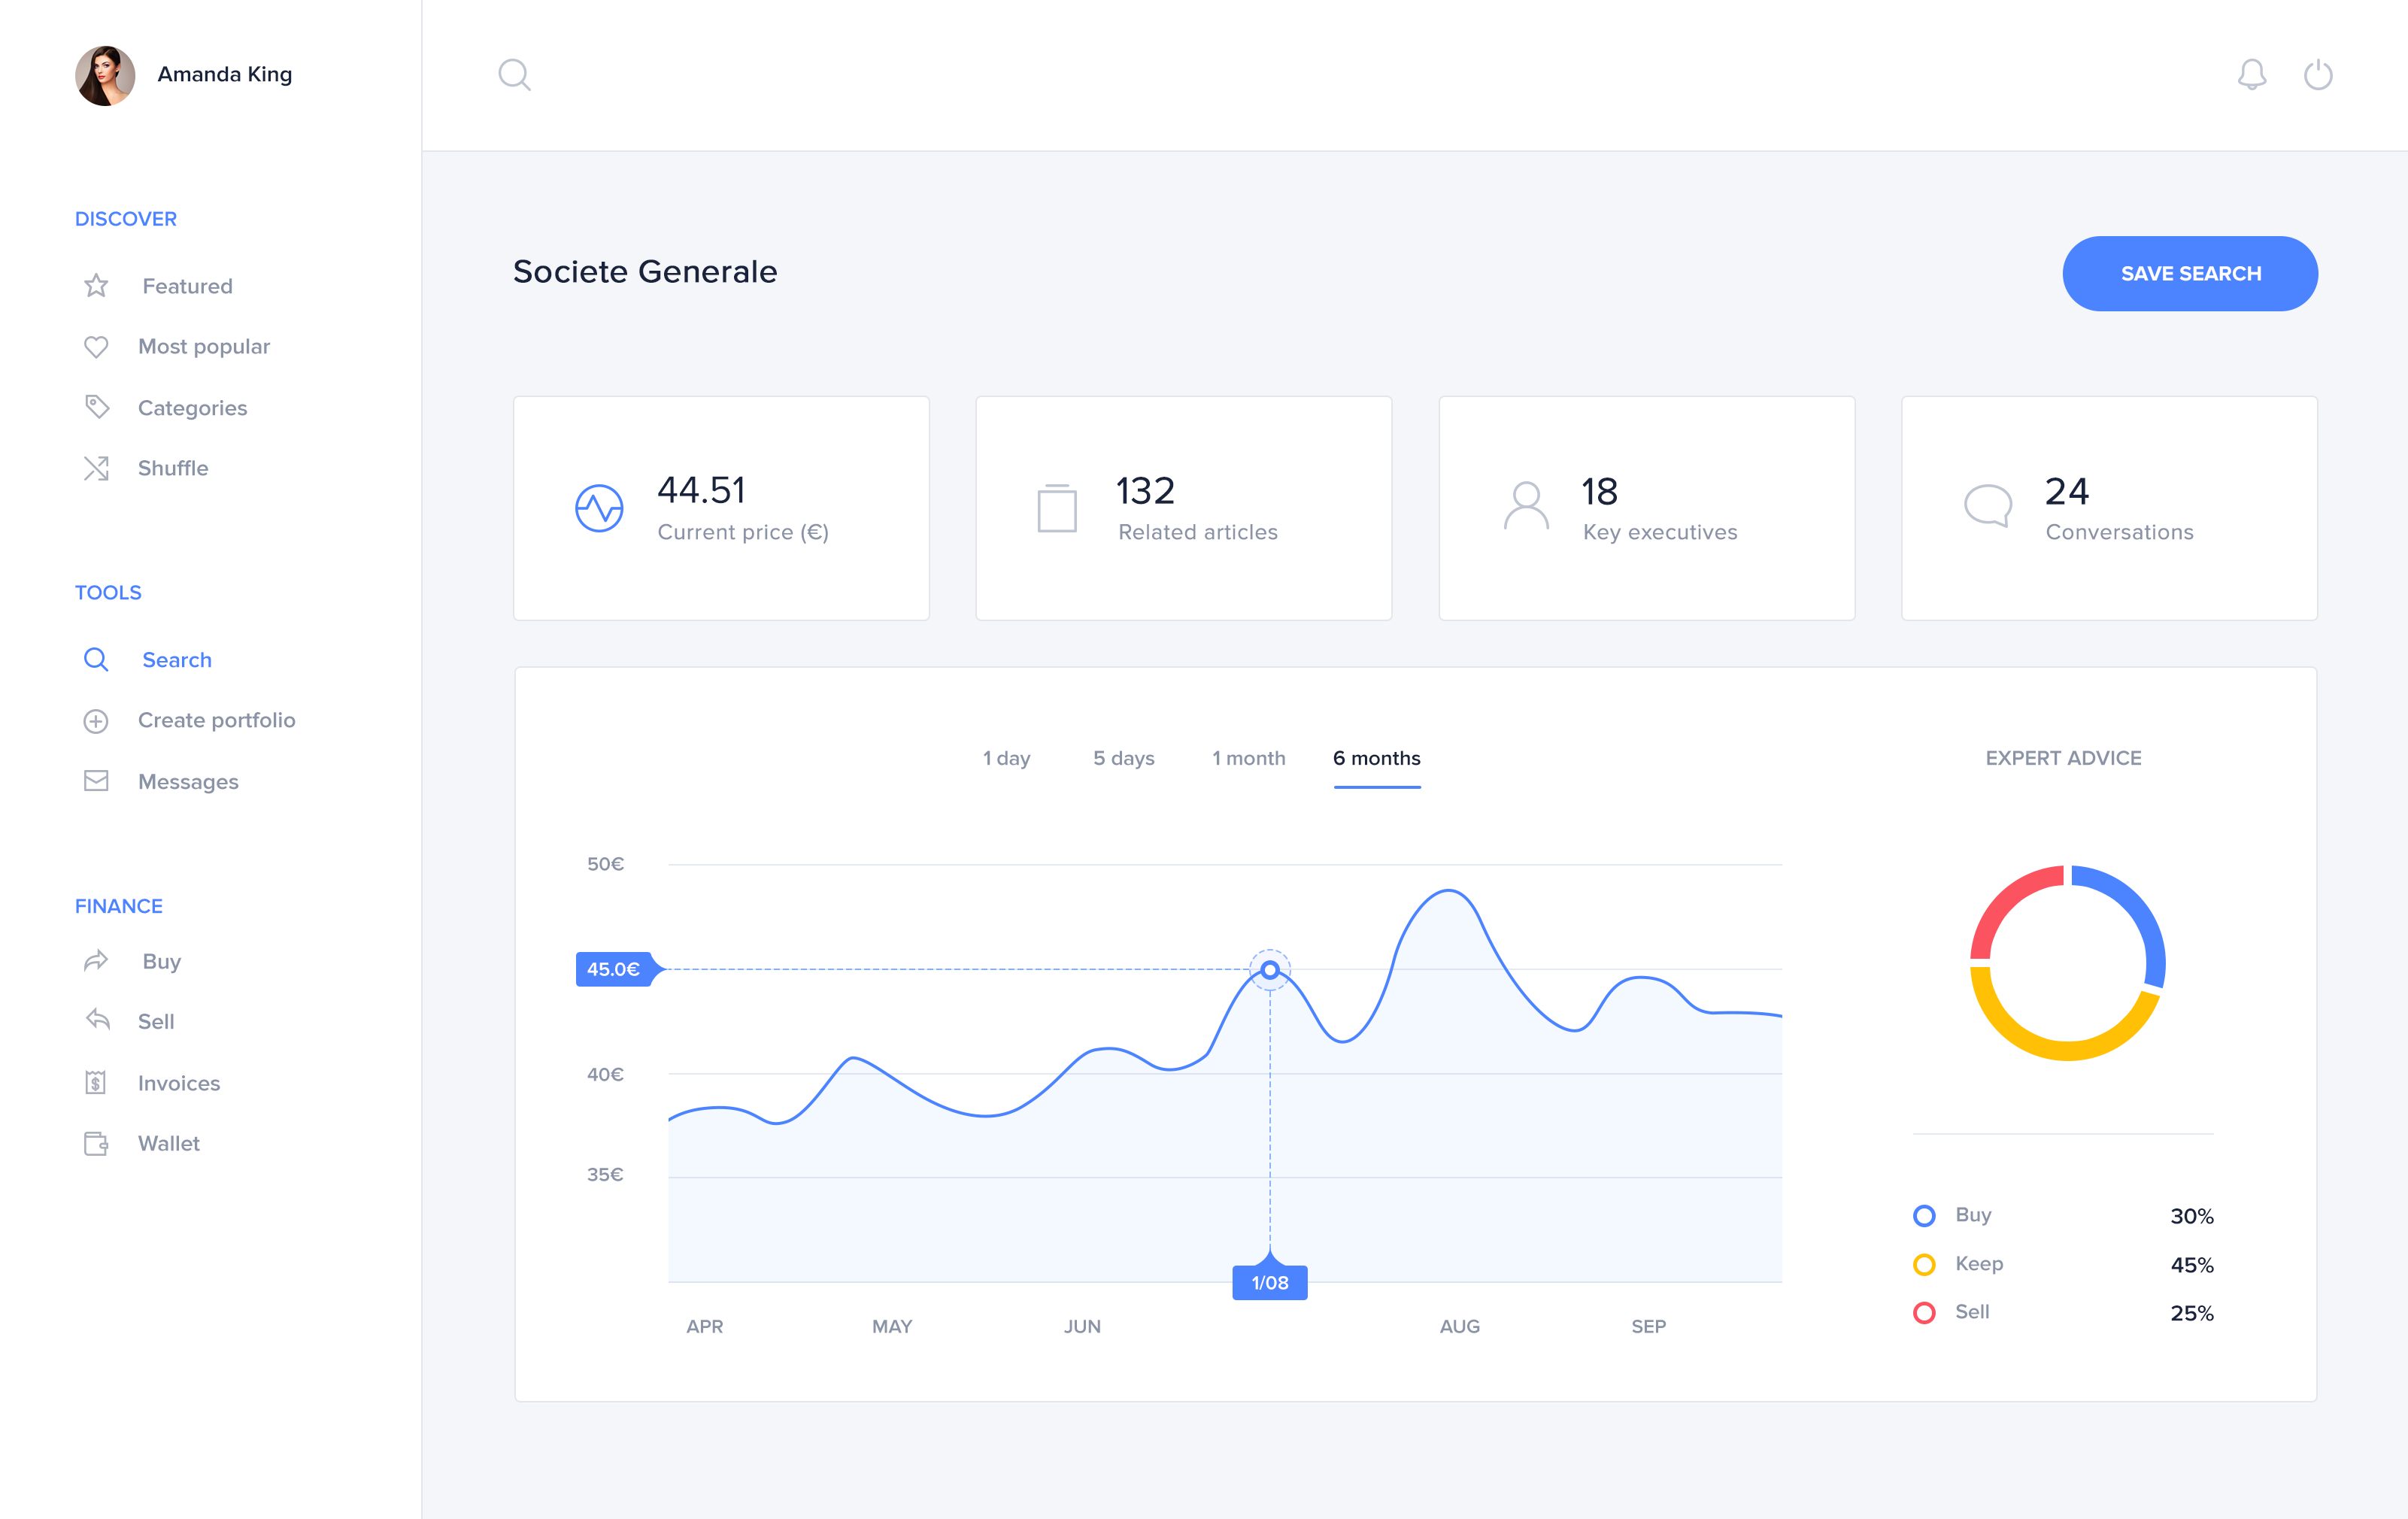 Amanda King
DISCOVER
Featured
Most popular
Categories
Shuffle
TOOLS
Search
Create portfolio
Messages
FINANCE
Buy
Sell
$
Invoices
Wallet
Societe Generale
SAVE SEARCH
44.51
Current price (€)
132
Related articles
18
Key executives
24
Conversations
1 day
5 days
1 month
6 months
50€
45.0€
40€
35€
1/08
APR
MAY
JUN
AUG
SEP
EXPERT ADVICE
Buy 30%
Keep 45%
Sell 25%